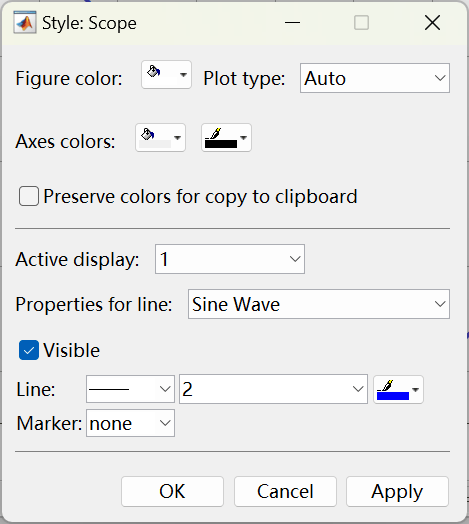 Style: Scope
Figure color: Plot type: Auto
Axes colors:
Preserve colors for copy to clipboard
Active display: 1
Properties for line: Sine Wave
Visible
Line: 2
Marker: none
OK Cancel Apply